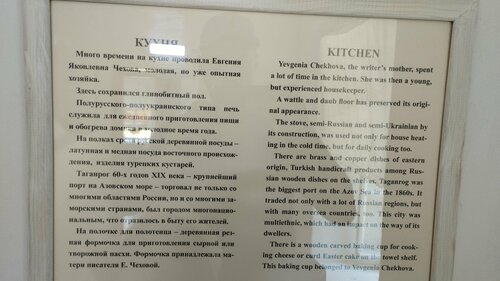 КУХНЯ
Много времени на кухне проводила Евгения
Яковлевна Чехова, молодая, но уже опытная
хозяйка.
Здесь сохранился глинобитный пол.
Полурусского-полуукраинского типа печь
служила для ежедневного приготовления пищи
и обогрева дома в холодное время года.
На полках среди русской деревянной посуды –
латунная и медная посуда восточного происхож-
дения, изделия турецких кустарей.
Таганрог 60-х годов XIX века – крупнейший
порт на Азовском море – торговал не только со
многими областями России, но и со многими за-
морскими странами, был городом многонацио-
нальным, что отразилось в быту его жителей.
На полочке для полотенца – деревянная рез-
ная формочка для приготовления сырной или
творожной пасхи. Формочка принадлежала ма-
тери писателя Е. Чеховой.
KITCHEN
Yevgenia Chekhova, the writer's mother, spent
a lot of time in the kitchen. She was then a young,
but experienced housekeeper.
A wattle and daub floor has preserved its origi-
nal appearance.
The stove, semi-Russian and semi-Ukrainian by
its construction, was used not only for house heat-
ing in the cold time, but for daily cooking too.
There are brass and copper dishes of eastern
origin, Turkish handicraft products among Rus-
sian wooden dishes on the shelves. Taganrog was
the biggest port on the Azov Sea in the 1860s. It
traded not only with a lot of Russian regions, but
with many oversea countries, too. This city was
multiethnic, which had an impact on the way of its
dwellers.
There is a wooden carved baking cup for cook-
ing cheese or curd Easter cake on the towel shelf.
This baking cup belonged to Yevgenia Chekhova.